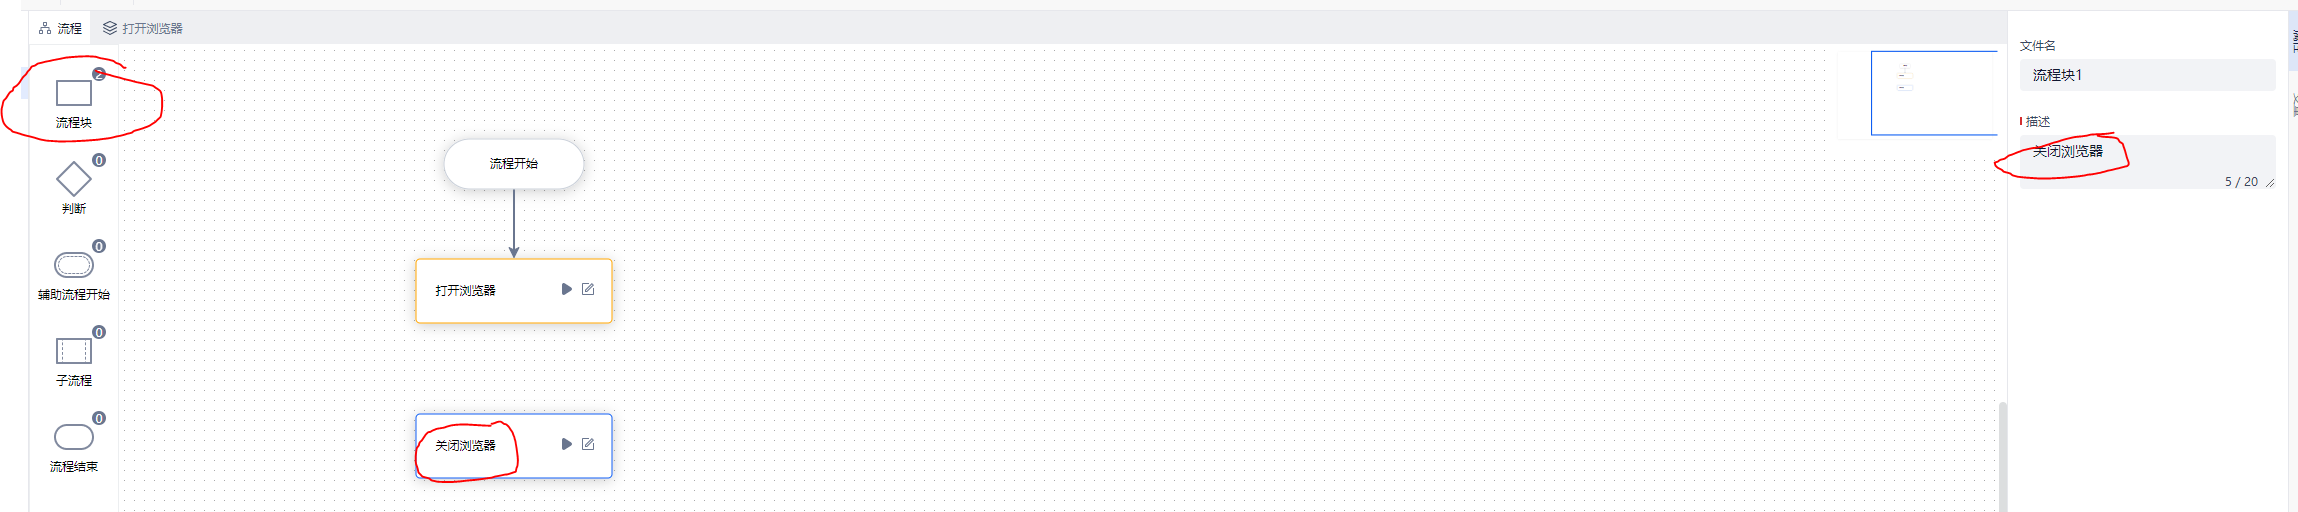 流程
打开浏览器
2
流程块
0
判断
0
辅助流程开始
0
子流程
0
流程结束
流程开始
打开浏览器
关闭浏览器
文件名
流程块1
描述
关闭浏览器
5 / 20